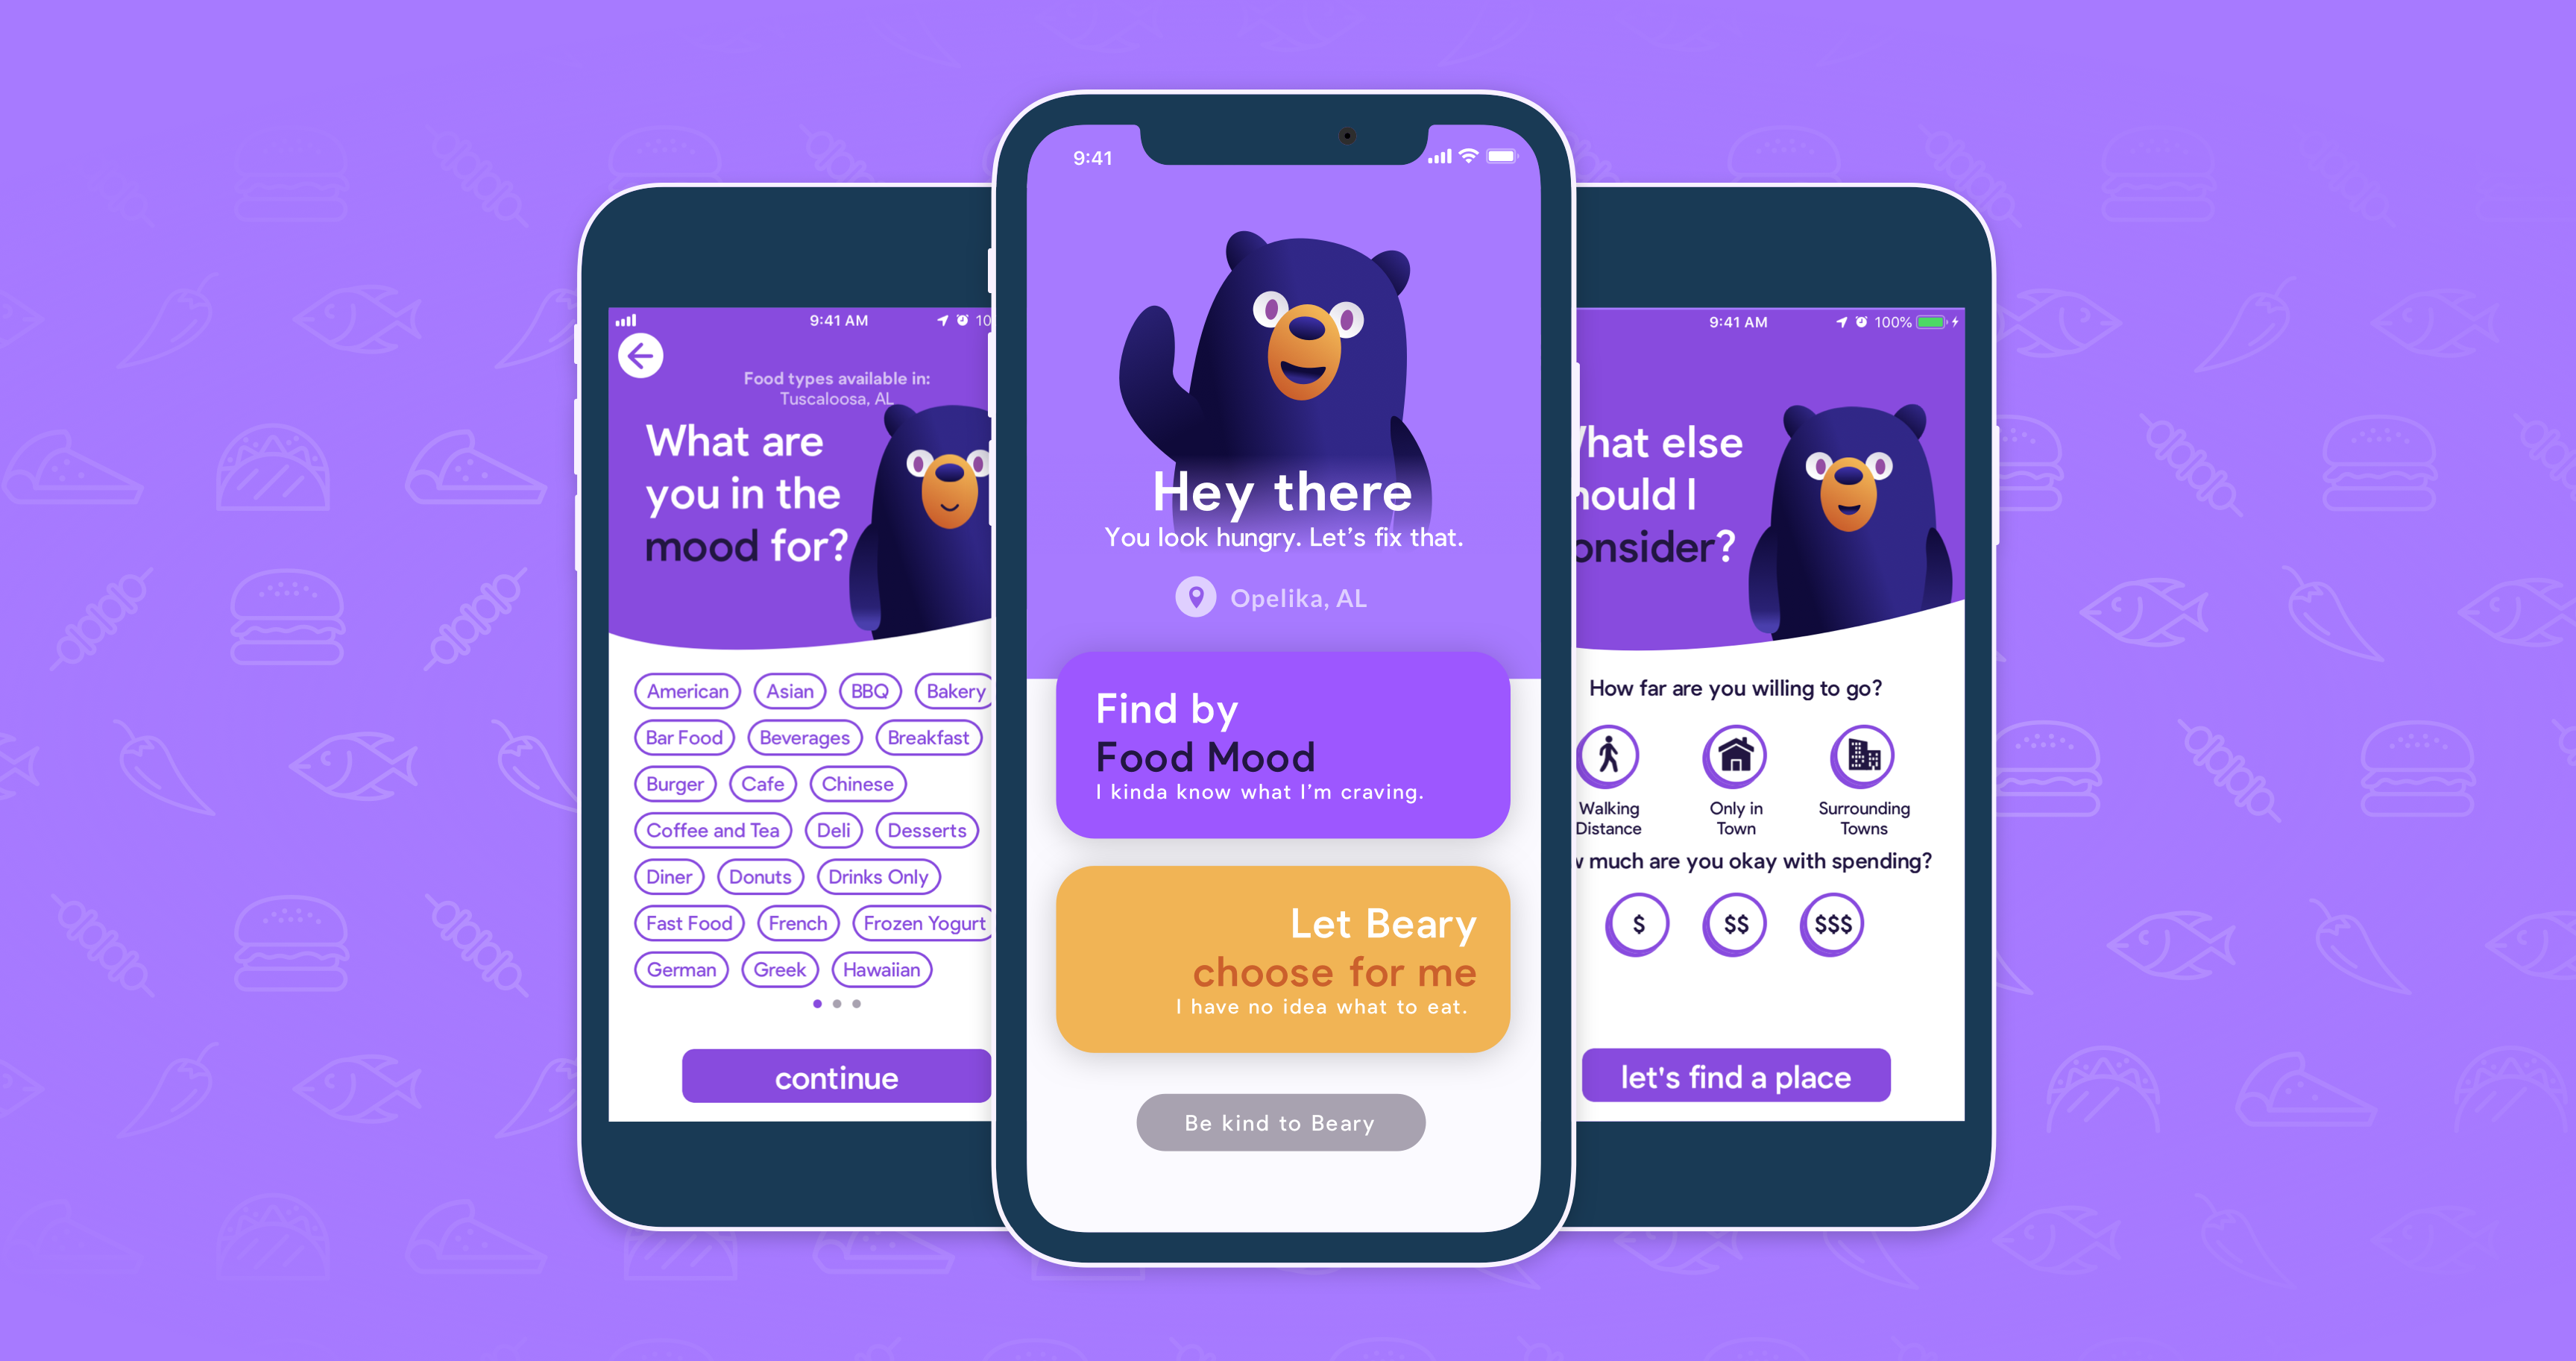 9:41 AM
10
Food types available in:
Tuscaloosa, AL
What are
you in the
mood for?
American Asian BBQ Bakery
Bar Food Beverages Breakfast
Burger Cafe Chinese
Coffee and Tea Deli Desserts
Diner Donuts Drinks Only
Fast Food French Frozen Yogurt
German Greek Hawaiian
continue
9:41
Hey there
You look hungry. Let's fix that.
Opelika, AL
Find by
Food Mood
I kinda know what I'm craving.
Let Beary
choose for me
I have no idea what to eat.
Be kind to Beary
9:41 AM 100%
hat else
hould I
onsider?
How far are you willing to go?
Walking
Distance
Only in
Town
Surrounding
Towns
w much are you okay with spending?
$ $$ $$$
let's find a place